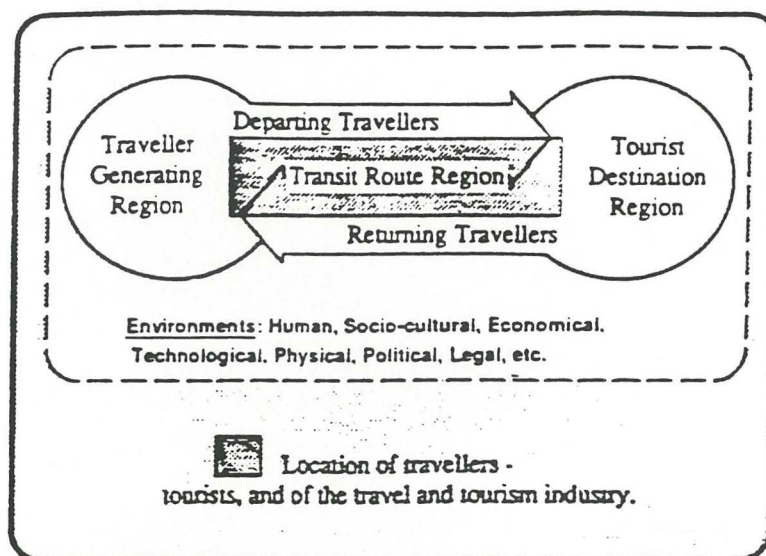 Departing Travellers
Traveller
Generating
Region
Transit Route Region
Tourist
Destination
Region
Returning Travellers
Environments: Human, Socio-cultural, Economical,
Technological, Physical, Political, Legal, etc.
Location of travellers -
tourists, and of the travel and tourism industry.